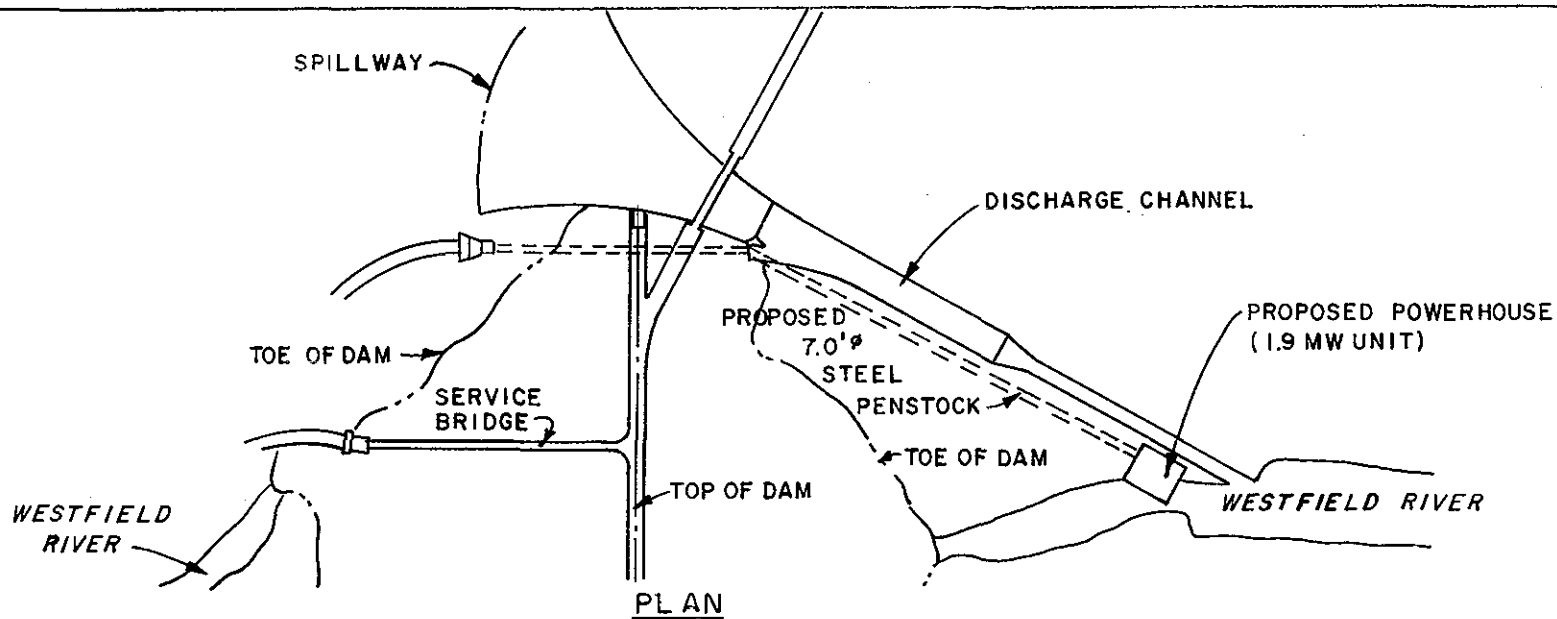 SPILLWAY
DISCHARGE CHANNEL
PROPOSED POWERHOUSE
(1.9 MW UNIT)
PROPOSED
7.0'ø
STEEL
PENSTOCK
TOE OF DAM
SERVICE
BRIDGE
TOE OF DAM
TOP OF DAM
WESTFIELD RIVER
WESTFIELD
RIVER
PLAN